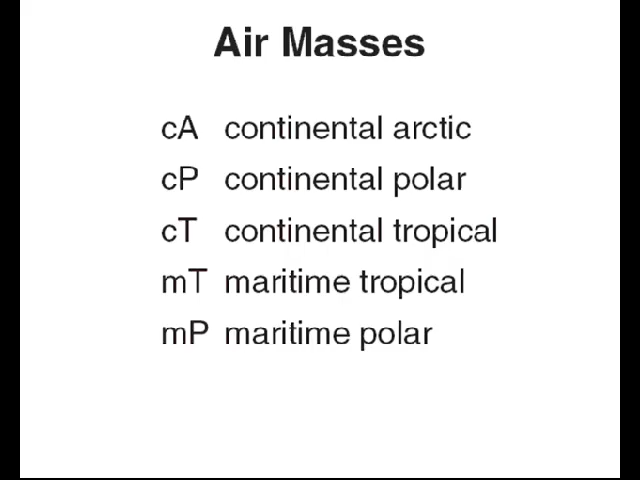 Air Masses
cA continental arctic
cP continental polar
cT continental tropical
mT maritime tropical
mP maritime polar